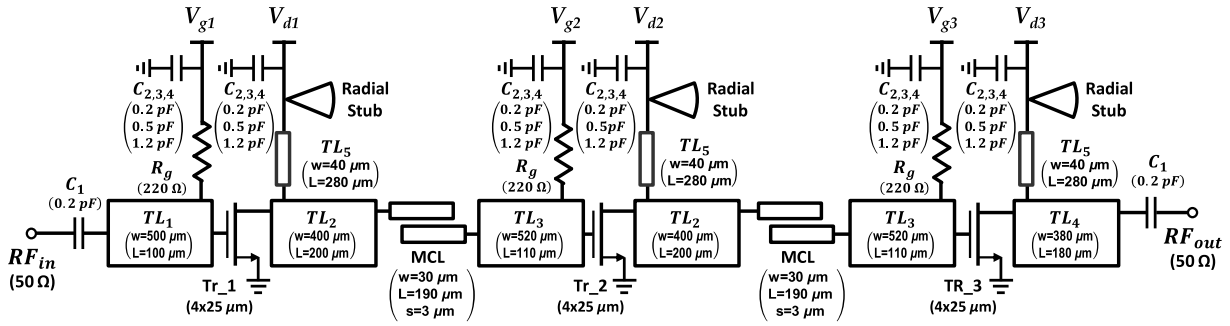 Vg1
Vd1
Vg2
Vd2
Vg3
Vd3
C2,3,4
(0.2 pF
0.5 pF
1.2 pF)
C2,3,4
(0.2 pF
0.5 pF
1.2 pF)
Radial
Stub
C2,3,4
(0.2 pF
0.5 pF
1.2 pF)
C2,3,4
(0.2 pF
0.5pF
1.2 pF)
Radial
Stub
C2,3,4
(0.2 pF
0.5 pF
1.2 pF)
C2,3,4
(0.2 pF
0.5 pF
1.2 pF)
Radial
Stub
Rg
(220 Ω)
TL5
(w=40 µm
L=280 µm)
Rg
(220 Ω)
TL5
(w=40 µm
L=280 µm)
Rg
(220 Ω)
TL5
(w=40 µm
L=280 µm)
C1
(0.2 pF)
C1
(0.2 pF)
RFin
(50 Ω)
TL1
(w=500 µm
L=100 µm)
TL2
(w=400 µm
L=200 µm)
TL3
(w=520 µm
L=110 µm)
TL2
(w=400 µm
L=200 µm)
TL3
(w=520 µm
L=110 µm)
TL4
(w=380 µm
L=180 µm)
RFout
(50 Ω)
Tr_1
(4x25 µm)
MCL
(w=30 µm
L=190 µm
s=3 µm)
Tr_2
(4x25 µm)
MCL
(w=30 µm
L=190 µm
s=3 µm)
TR_3
(4x25 µm)